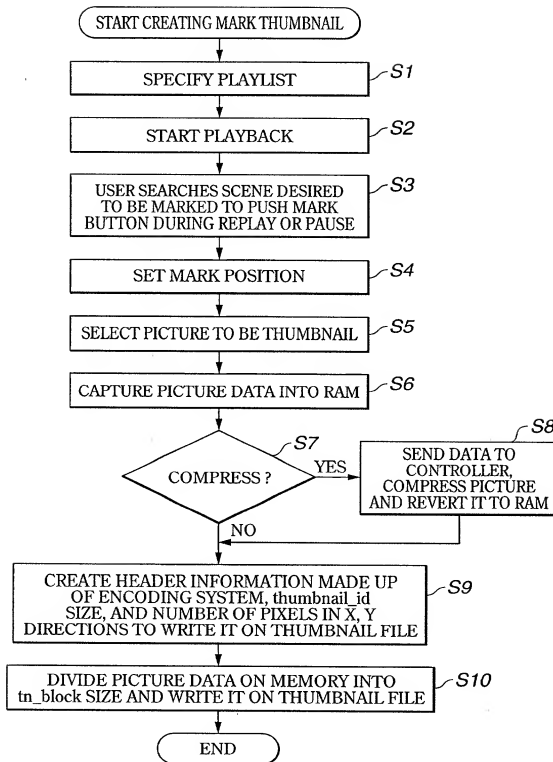 START CREATING MARK THUMBNAIL
SPECIFY PLAYLIST
S1
START PLAYBACK
S2
USER SEARCHES SCENE DESIRED
TO BE MARKED TO PUSH MARK
BUTTON DURING REPLAY OR PAUSE
S3
SET MARK POSITION
S4
SELECT PICTURE TO BE THUMBNAIL
S5
CAPTURE PICTURE DATA INTO RAM
S6
COMPRESS ?
S7
YES
NO
SEND DATA TO
CONTROLLER,
COMPRESS PICTURE
AND REVERT IT TO RAM
S8
CREATE HEADER INFORMATION MADE UP
OF ENCODING SYSTEM, thumbnail_id
SIZE, AND NUMBER OF PIXELS IN X, Y
DIRECTIONS TO WRITE IT ON THUMBNAIL FILE
S9
DIVIDE PICTURE DATA ON MEMORY INTO
tn_block SIZE AND WRITE IT ON THUMBNAIL FILE
S10
END